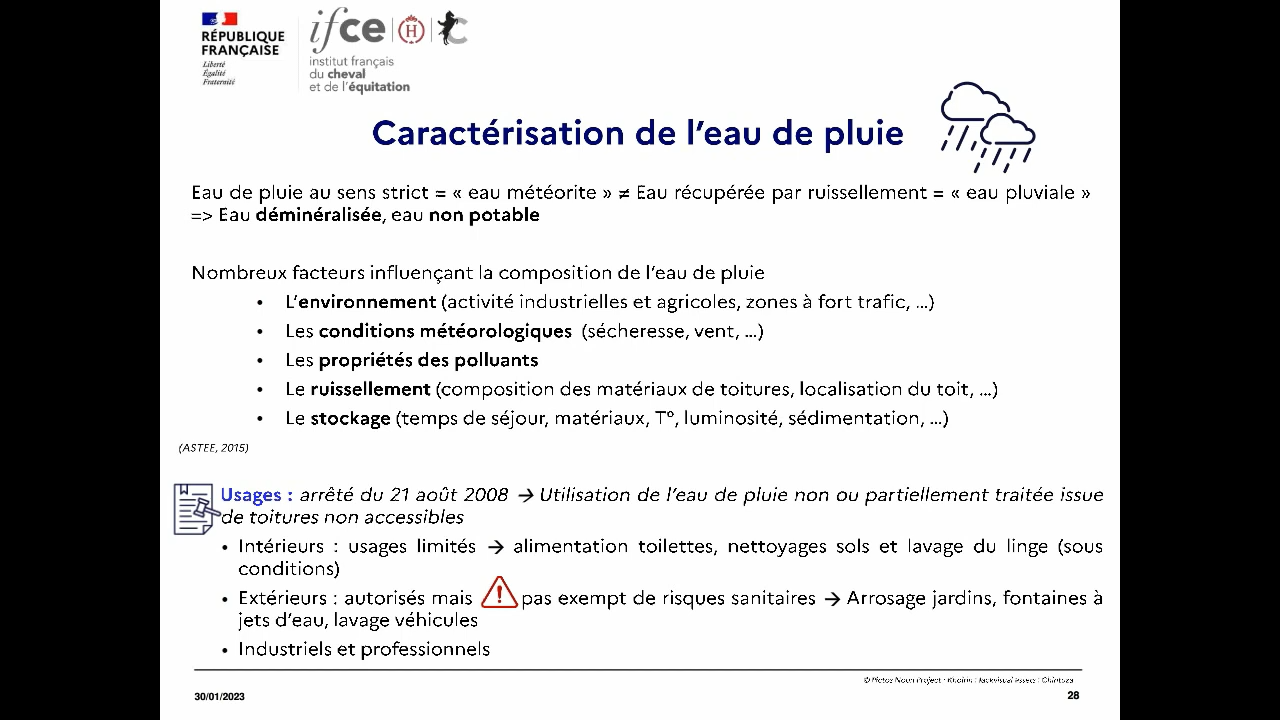 RÉPUBLIQUE
FRANÇAISE
Liberté
Égalité
Fraternité
ifce
institut français
du cheval
et de l'équitation
Caractérisation de l'eau de pluie
Eau de pluie au sens strict = « eau météorite » ≠ Eau récupérée par ruissellement = « eau pluviale »
=> Eau déminéralisée, eau non potable
Nombreux facteurs influençant la composition de l'eau de pluie
• L'environnement (activité industrielles et agricoles, zones à fort trafic, …)
• Les conditions météorologiques (sécheresse, vent, …)
• Les propriétés des polluants
• Le ruissellement (composition des matériaux de toitures, localisation du toit, …)
• Le stockage (temps de séjour, matériaux, T°, luminosité, sédimentation, …)
(ASTEE, 2015)
Usages : arrêté du 21 août 2008 → Utilisation de l'eau de pluie non ou partiellement traitée issue
de toitures non accessibles
• Intérieurs : usages limités → alimentation toilettes, nettoyages sols et lavage du linge (sous
conditions)
• Extérieurs : autorisés mais pas exempt de risques sanitaires → Arrosage jardins, fontaines à
jets d'eau, lavage véhicules
• Industriels et professionnels
© Pictos Noun Project :
30/01/2023
28